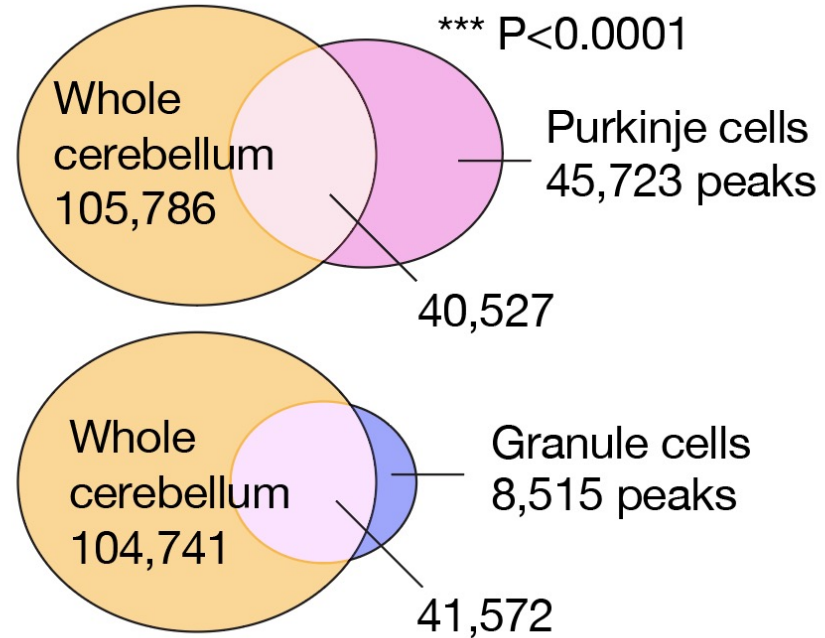 *** P<0.0001
Whole
cerebellum
105,786
Purkinje cells
45,723 peaks
40,527
Whole
cerebellum
104,741
Granule cells
8,515 peaks
41,572